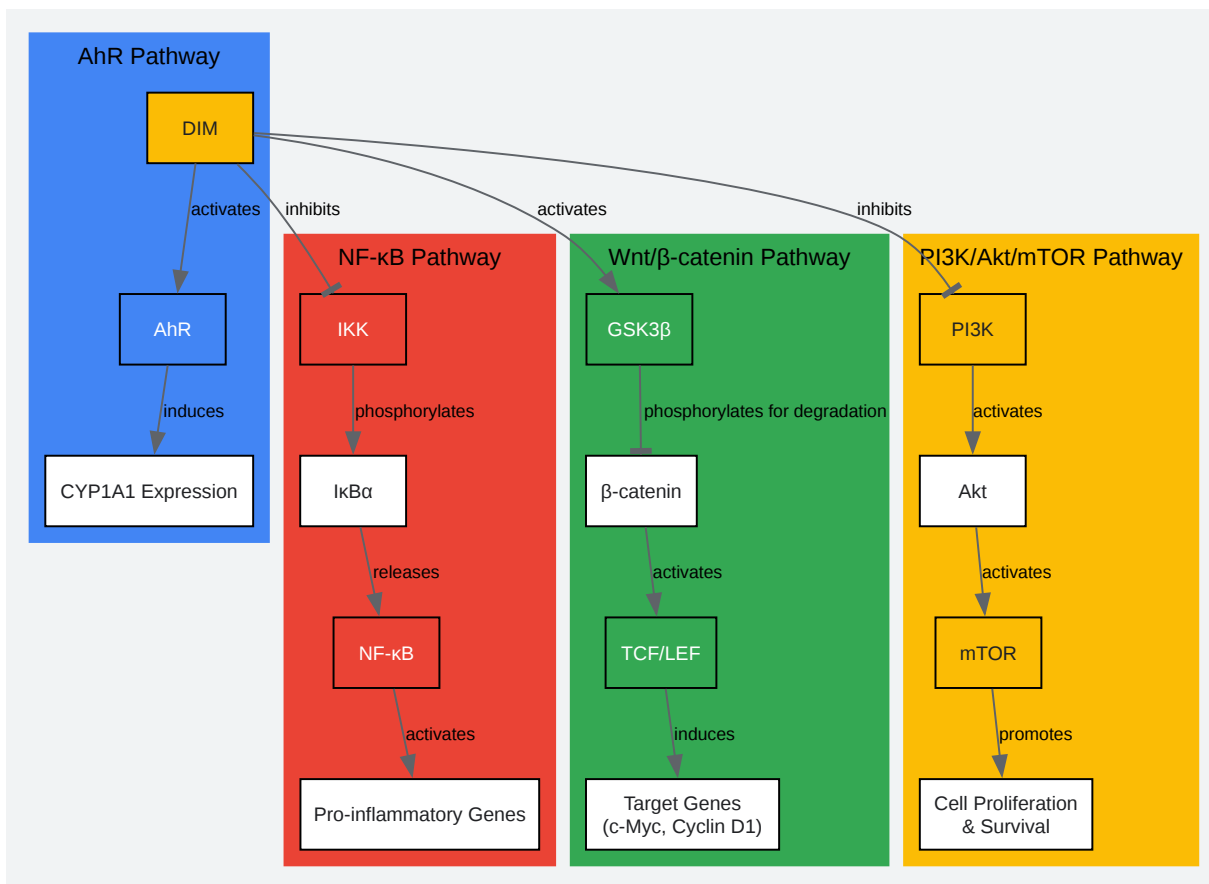 AhR Pathway
DIM
activates
inhibits
activates
inhibits
NF-κB Pathway
Wnt/β-catenin Pathway
PI3K/Akt/mTOR Pathway
AhR
IKK
GSK3β
PI3K
induces
phosphorylates
phosphorylates for degradation
activates
CYP1A1 Expression
IκBα
β-catenin
Akt
releases
activates
activates
NF-κB
TCF/LEF
mTOR
activates
induces
promotes
Pro-inflammatory Genes
Target Genes
(c-Myc, Cyclin D1)
Cell Proliferation
& Survival